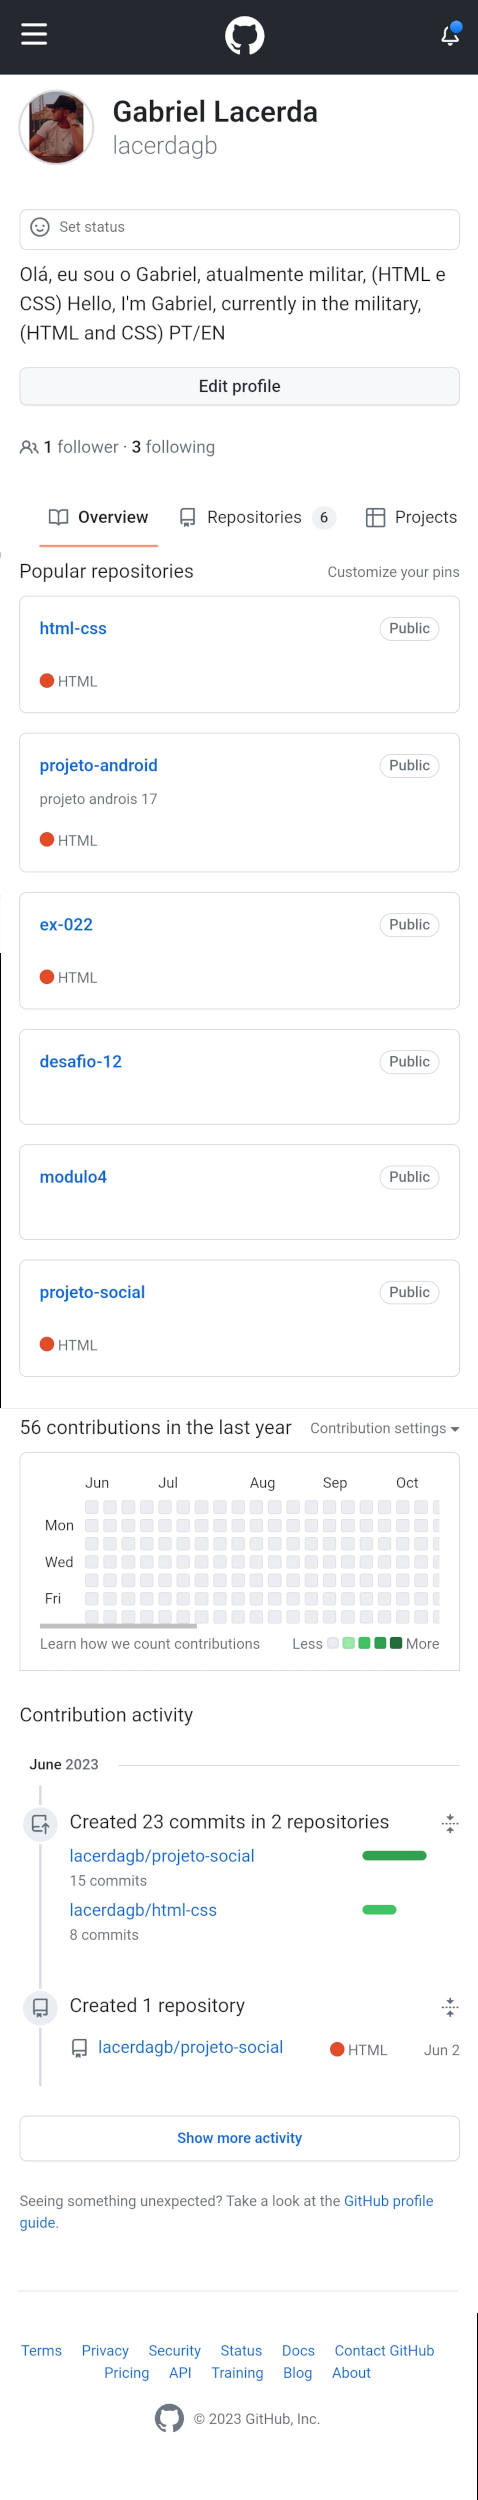 Gabriel Lacerda
lacerdagb
Set status
Olá, eu sou o Gabriel, atualmente militar, (HTML e
CSS) Hello, I'm Gabriel, currently in the military,
(HTML and CSS) PT/EN
Edit profile
1 follower · 3 following
Overview Repositories 6 Projects
Popular repositories Customize your pins
html-css Public
HTML
projeto-android Public
projeto androis 17
HTML
ex-022 Public
HTML
desafio-12 Public
modulo4 Public
projeto-social Public
HTML
56 contributions in the last year Contribution settings
Jun Jul Aug Sep Oct
Mon
Wed
Fri
Learn how we count contributions Less More
Contribution activity
June 2023
Created 23 commits in 2 repositories
lacerdagb/projeto-social
15 commits
lacerdagb/html-css
8 commits
Created 1 repository
lacerdagb/projeto-social HTML Jun 2
Show more activity
Seeing something unexpected? Take a look at the GitHub profile
guide.
Terms Privacy Security Status Docs Contact GitHub
Pricing API Training Blog About
© 2023 GitHub, Inc.